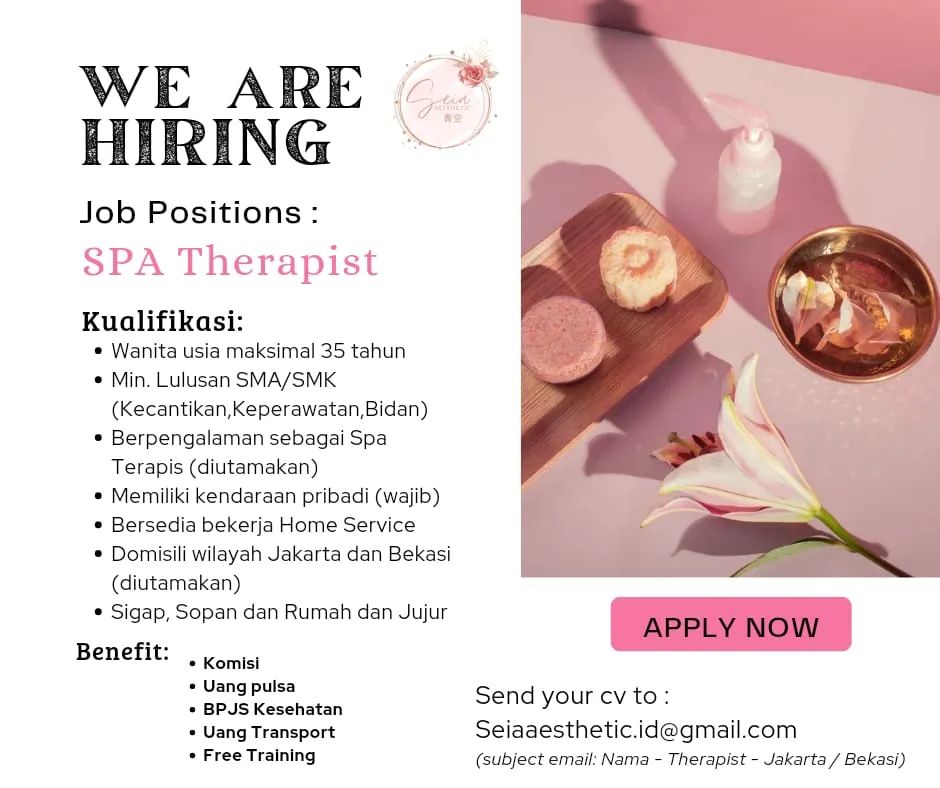 WE ARE
HIRING
Seia
AESTHETIC
青空
Job Positions :
SPA Therapist
Kualifikasi:
• Wanita usia maksimal 35 tahun
• Min. Lulusan SMA/SMK
(Kecantikan,Keperawatan,Bidan)
• Berpengalaman sebagai Spa
Terapis (diutamakan)
• Memiliki kendaraan pribadi (wajib)
• Bersedia bekerja Home Service
• Domisili wilayah Jakarta dan Bekasi
(diutamakan)
• Sigap, Sopan dan Rumah dan Jujur
Benefit:
• Komisi
• Uang pulsa
• BPJS Kesehatan
• Uang Transport
• Free Training
APPLY NOW
Send your cv to :
Seiaaesthetic.id@gmail.com
(subject email: Nama - Therapist - Jakarta / Bekasi)